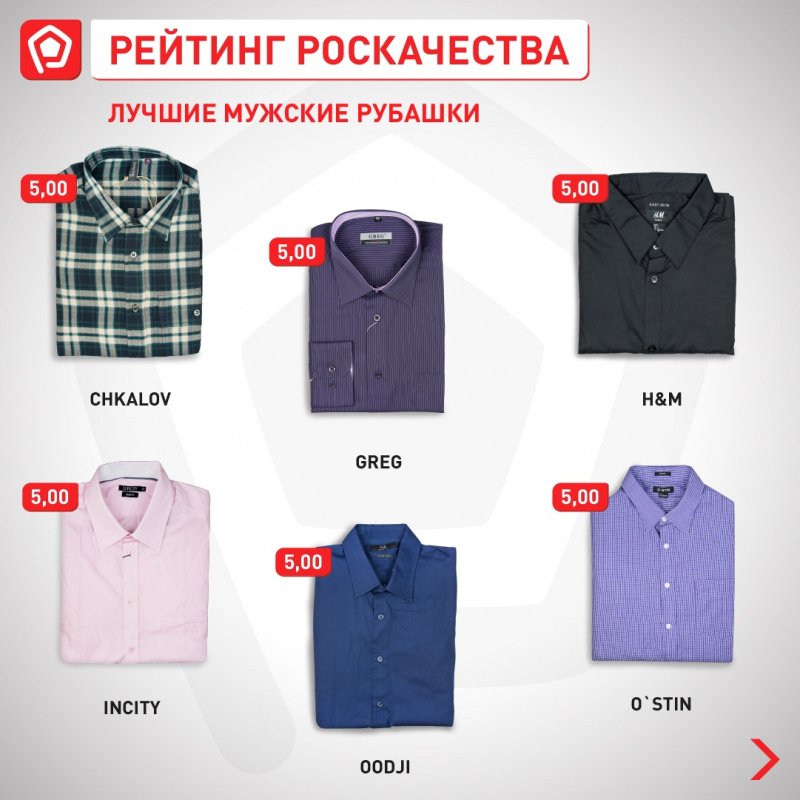 РЕЙТИНГ РОСКАЧЕСТВА
ЛУЧШИЕ МУЖСКИЕ РУБАШКИ
5,00
CHKALOV
5,00
GREG
GREG
5,00
H&M
H&M
5,00
INCITY
5,00
OODJI
5,00
O`STIN